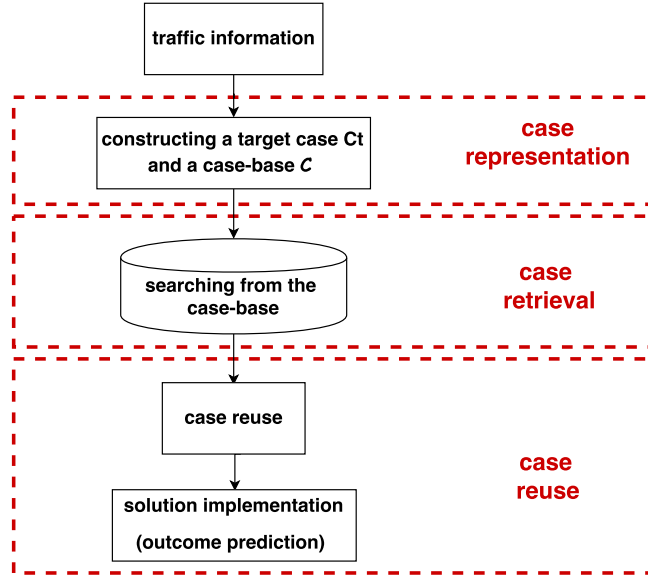 traffic information
constructing a target case Ct
and a case-base C
case
representation
searching from the
case-base
case
retrieval
case reuse
case
reuse
solution implementation
(outcome prediction)